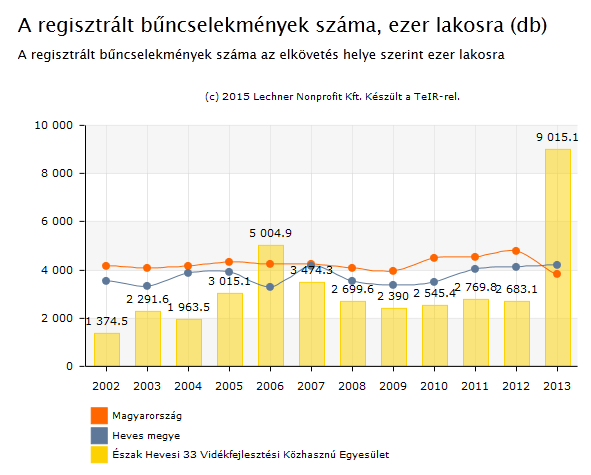 A regisztrált bűncselekmények száma, ezer lakosra (db)
A regisztrált bűncselekmények száma az elkövetés helye szerint ezer lakosra
(c) 2015 Lechner Nonprofit Kft. Készült a TeIR-rel.
10 000
9 015.1
8 000
6 000
5 004.9
4 000
3 474.3
3 015.1
2 291.6
2 699.6
2 769.8
2 683.1
2 390
2 545.4
1 963.5
2 000
1 374.5
0
2002 2003 2004 2005 2006 2007 2008 2009 2010 2011 2012 2013
Magyarország
Heves megye
Észak Hevesi 33 Vidékfejlesztési Közhasznú Egyesület